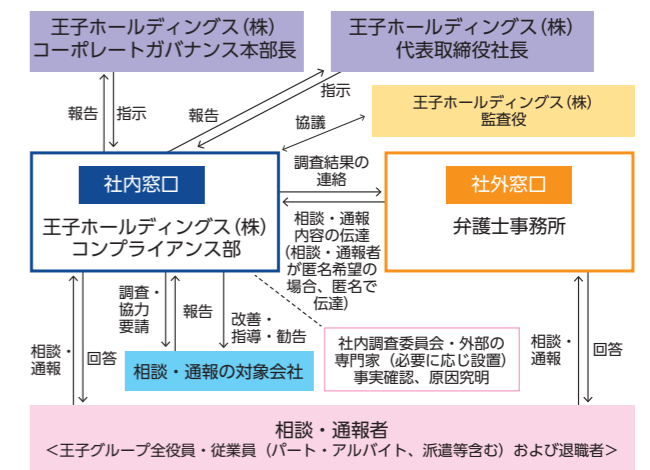 王子ホールディングス(株)
コーポレートガバナンス本部長
王子ホールディングス(株)
代表取締役社長
報告
指示
報告
指示
協議
王子ホールディングス(株)
監査役
社内窓口
王子ホールディングス(株)
コンプライアンス部
調査結果の
連絡
相談・通報
内容の伝達
(相談・通報者
が匿名希望の
場合、匿名で
伝達)
社外窓口
弁護士事務所
相談・
通報
回答
調査・
協力
要請
報告
改善・
指導・勧告
相談・通報の対象会社
社内調査委員会・外部の
専門家(必要に応じ設置)
事実確認、原因究明
相談・
通報
回答
相談・通報者
<王子グループ全役員・従業員(パート・アルバイト、派遣等含む)および退職者>